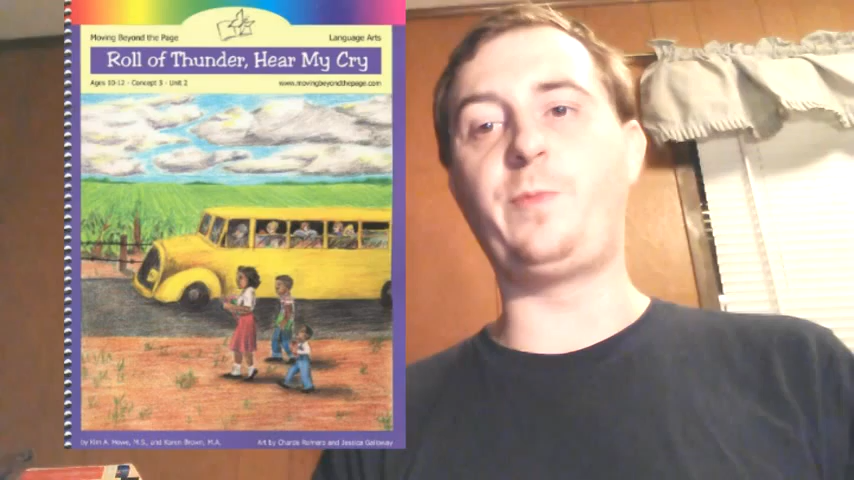 Moving Beyond the Page Language Arts
Roll of Thunder, Hear My Cry
Ages 10-12 - Concept 3 - Unit 2 www.movingbeyondthepage.com
by Kim A. Howe, M.S., and Karen Brown, M.A. Art by Charde Reimers and Jessica Galloway